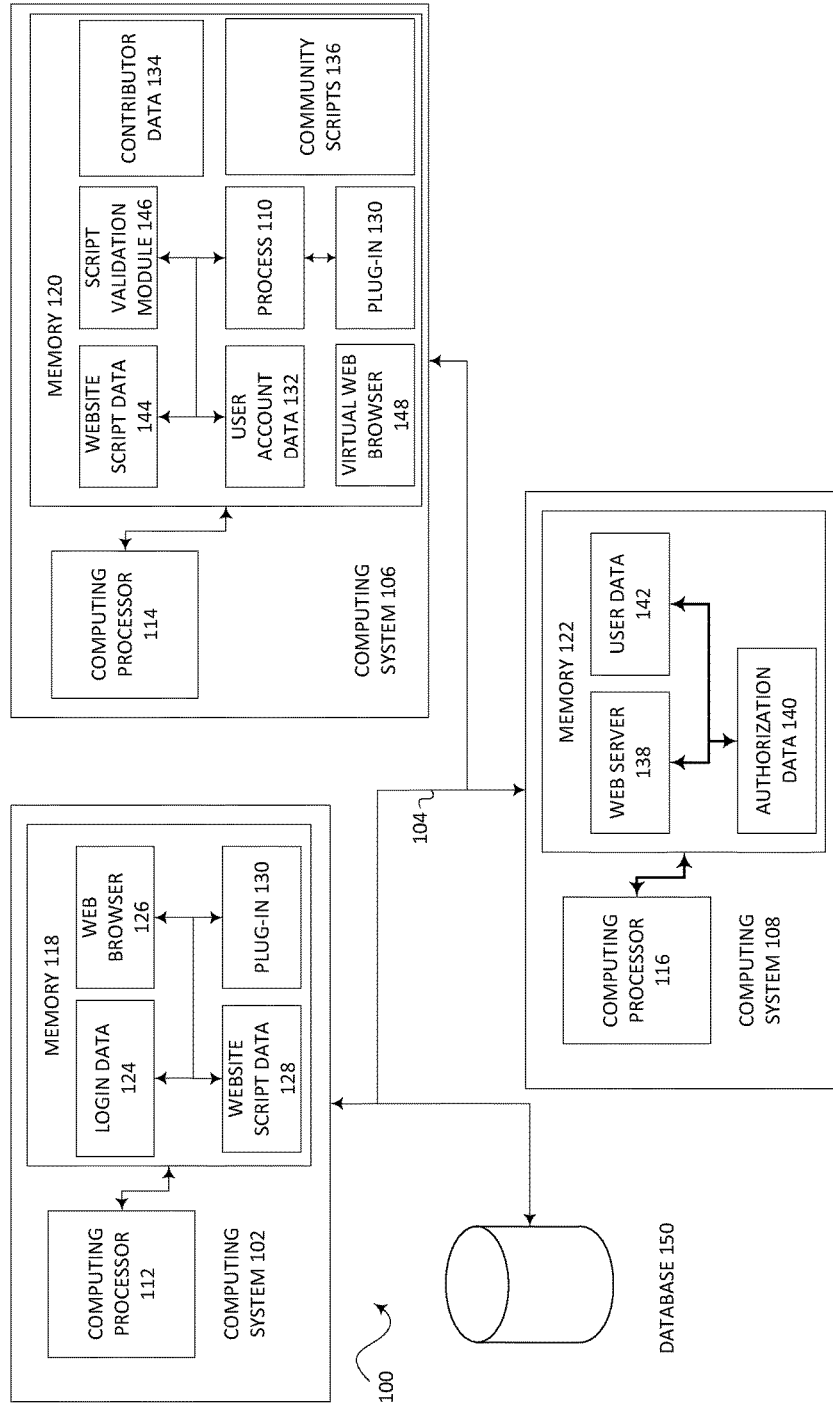 COMPUTING
PROCESSOR
112
COMPUTING
SYSTEM 102
MEMORY 118
LOGIN DATA
124
WEB
BROWSER
126
WEBSITE
SCRIPT DATA
128
PLUG-IN 130
100
DATABASE 150
104
COMPUTING
PROCESSOR
114
COMPUTING
SYSTEM 106
MEMORY 120
WEBSITE
SCRIPT DATA
144
SCRIPT
VALIDATION
MODULE 146
CONTRIBUTOR
DATA 134
USER
ACCOUNT
DATA 132
PROCESS 110
COMMUNITY
SCRIPTS 136
VIRTUAL WEB
BROWSER
148
PLUG-IN 130
COMPUTING
PROCESSOR
116
COMPUTING
SYSTEM 108
MEMORY 122
WEB SERVER
138
USER DATA
142
AUTHORIZATION
DATA 140